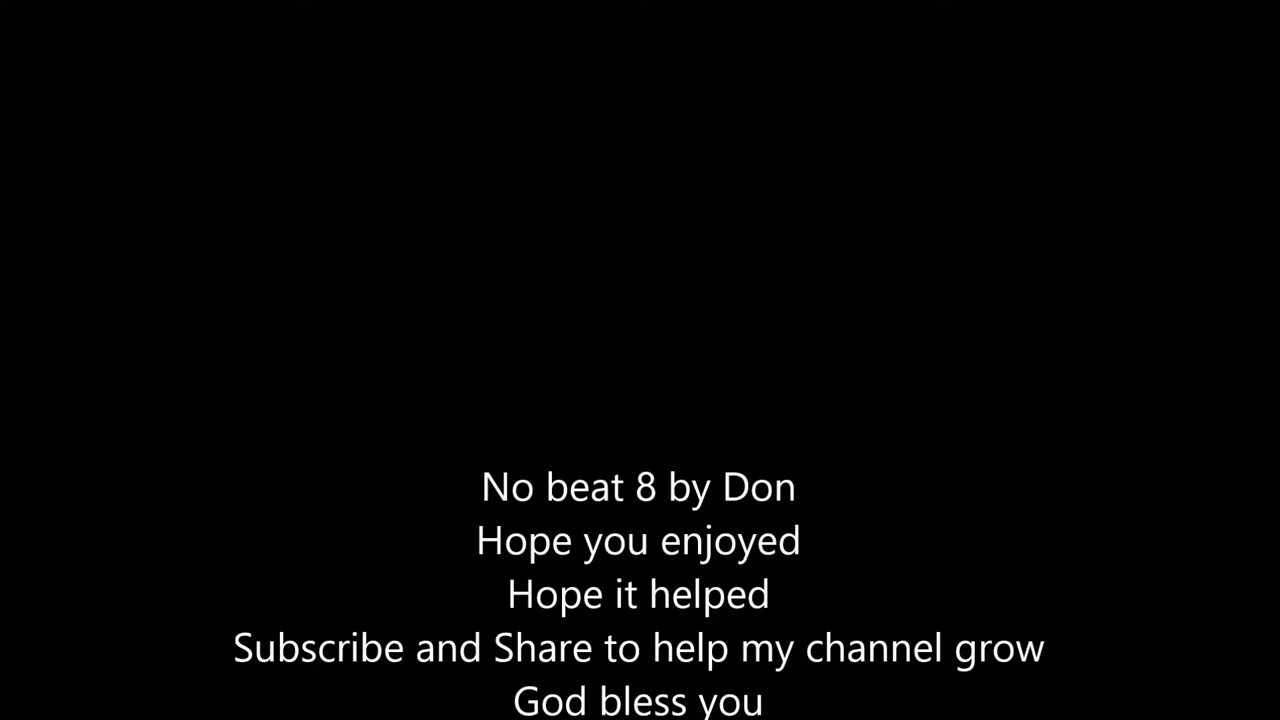 No beat 8 by Don
Hope you enjoyed
Hope it helped
Subscribe and Share to help my channel grow
God bless you